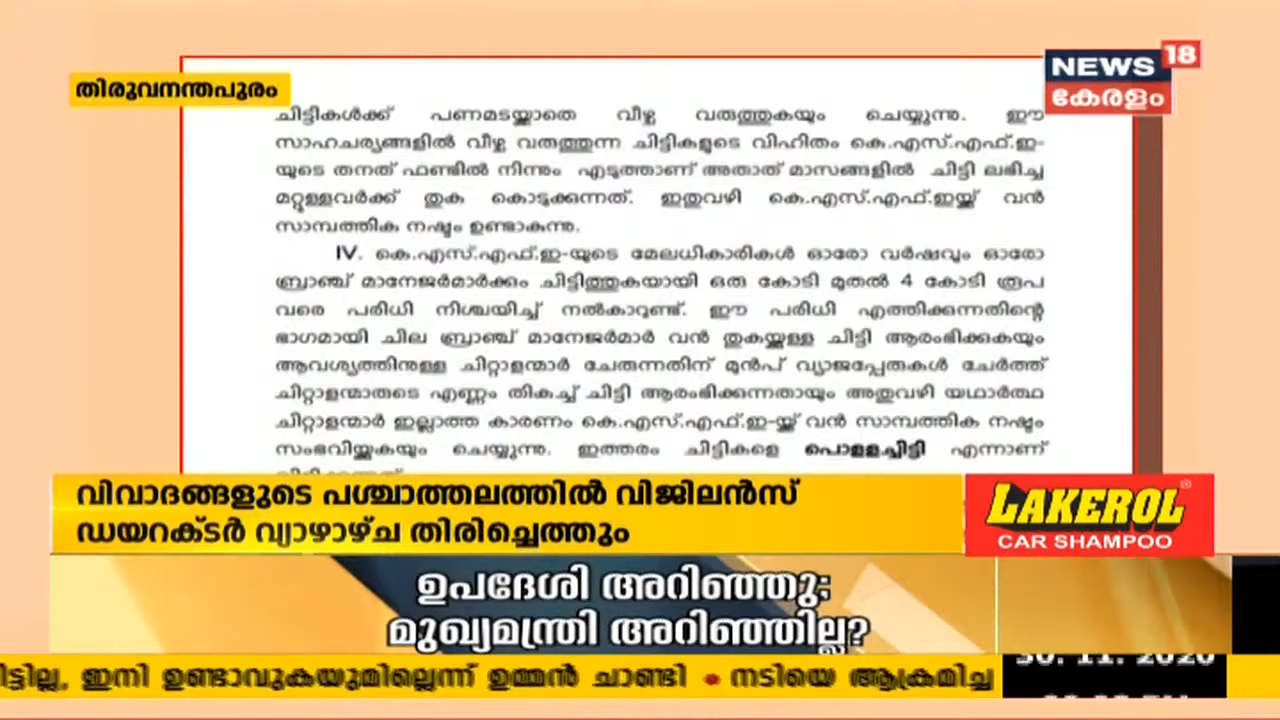 തിരുവനന്തപുരം
NEWS 18
കേരളം
ചിട്ടികൾക്ക് പണമടയ്ക്കാതെ വീഴ്ച വരുത്തുകയും ചെയ്യുന്നു. ഈ
സാഹചര്യങ്ങളിൽ വീഴ്ച വരുത്തുന്ന ചിട്ടികളുടെ വിഹിതം കെ.എസ്.എഫ്.ഇ-
യുടെ തനത് ഫണ്ടിൽ നിന്നും എടുത്താണ് അതാത് മാസങ്ങളിൽ ചിട്ടി ലഭിച്ച
മറ്റുള്ളവർക്ക് തുക കൊടുക്കുന്നത്. ഇതുവഴി കെ.എസ്.എഫ്.ഇയ്ക്ക് വൻ
സാമ്പത്തിക നഷ്ടം ഉണ്ടാകുന്നു.
IV. കെ.എസ്.എഫ്.ഇ-യുടെ മേലധികാരികൾ ഓരോ വർഷവും ഓരോ
ബ്രാഞ്ച് മാനേജർമാർക്കും ചിട്ടിത്തുകയായി ഒരു കോടി മുതൽ 4 കോടി രൂപ
വരെ പരിധി നിശ്ചയിച്ച് നൽകാറുണ്ട്. ഈ പരിധി എത്തിക്കുന്നതിന്റെ
ഭാഗമായി ചില ബ്രാഞ്ച് മാനേജർമാർ വൻ തുകയ്ക്കുള്ള ചിട്ടി ആരംഭിക്കുകയും
ആവശ്യത്തിനുള്ള ചിറ്റാളന്മാർ ചേരുന്നതിന് മുൻപ് വ്യാജപ്പേരുകൾ ചേർത്ത്
ചിറ്റാളന്മാരുടെ എണ്ണം തികച്ച് ചിട്ടി ആരംഭിക്കുന്നതായും അതുവഴി യഥാർത്ഥ
ചിറ്റാളന്മാർ ഇല്ലാത്ത കാരണം കെ.എസ്.എഫ്.ഇ-യ്ക്ക് വൻ സാമ്പത്തിക നഷ്ടം
സംഭവിയ്ക്കുകയും ചെയ്യുന്നു. ഇത്തരം ചിട്ടികളെ പൊള്ളച്ചിട്ടി എന്നാണ്
വിവാദങ്ങളുടെ പശ്ചാത്തലത്തിൽ വിജിലൻസ്
ഡയറക്ടർ വ്യാഴാഴ്ച തിരിച്ചെത്തും
LAKEROL
CAR SHAMPOO
ഉപദേശി അറിഞ്ഞു;
മുഖ്യമന്ത്രി അറിഞ്ഞില്ല?
ിട്ടില്ല, ഇനി ഉണ്ടാവുകയുമില്ലെന്ന് ഉമ്മൻ ചാണ്ടി • നടിയെ ആക്രമിച്ച
30. 11. 2020